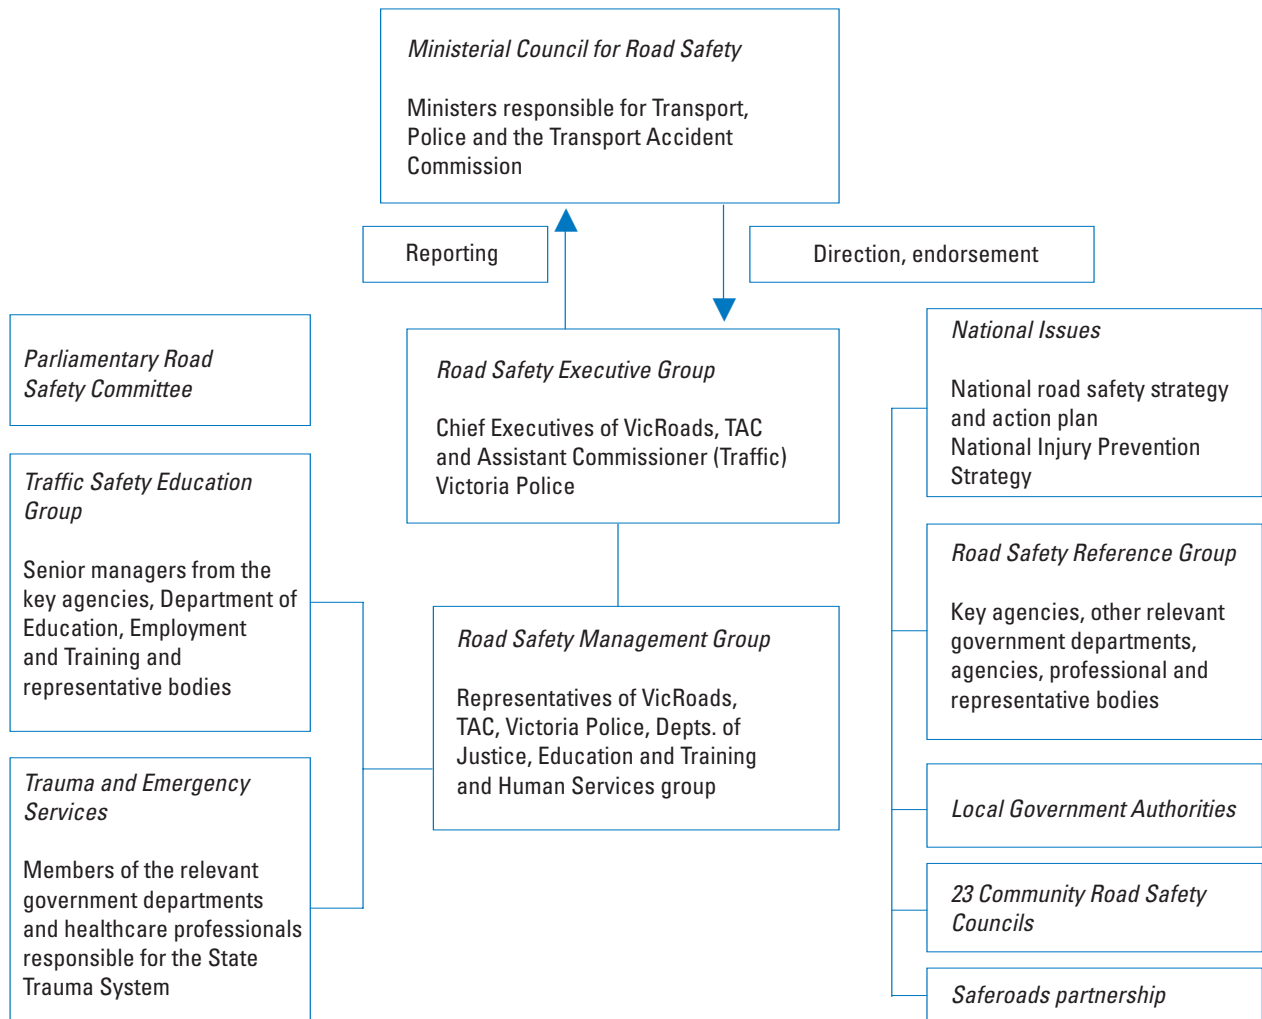 Ministerial Council for Road Safety
Ministers responsible for Transport,
Police and the Transport Accident
Commission
Reporting
Direction, endorsement
Parliamentary Road
Safety Committee
Traffic Safety Education
Group
Senior managers from the
key agencies, Department of
Education, Employment
and Training and
representative bodies
Trauma and Emergency
Services
Members of the relevant
government departments
and healthcare professionals
responsible for the State
Trauma System
Road Safety Executive Group
Chief Executives of VicRoads, TAC
and Assistant Commissioner (Traffic)
Victoria Police
Road Safety Management Group
Representatives of VicRoads,
TAC, Victoria Police, Depts. of
Justice, Education and Training
and Human Services group
National Issues
National road safety strategy
and action plan
National Injury Prevention
Strategy
Road Safety Reference Group
Key agencies, other relevant
government departments,
agencies, professional and
representative bodies
Local Government Authorities
23 Community Road Safety
Councils
Saferoads partnership